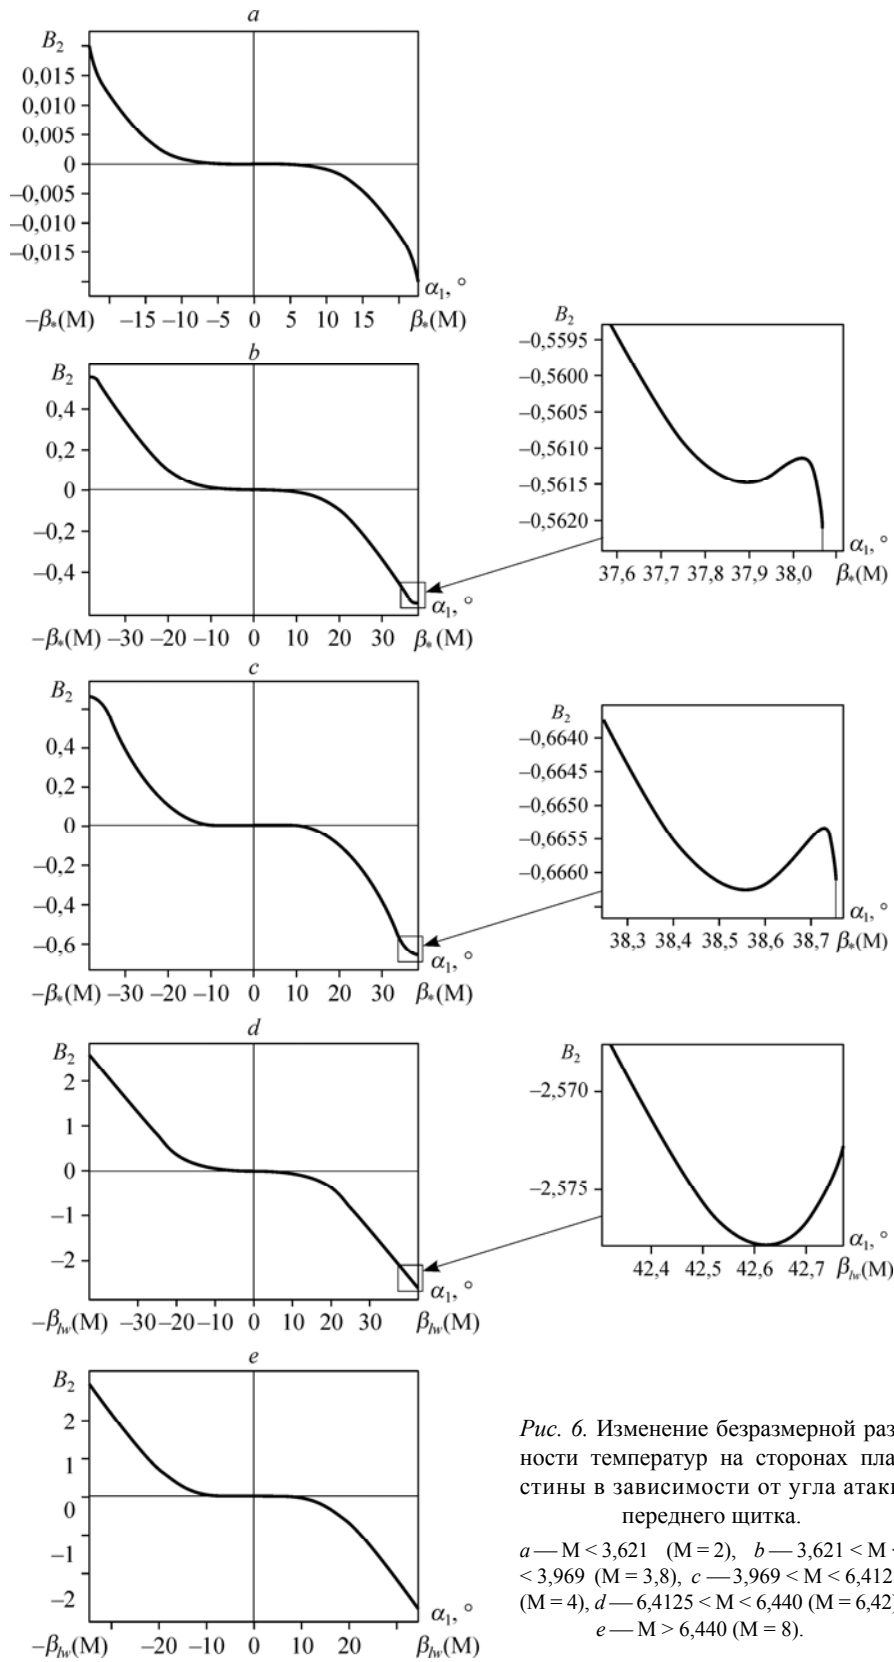 a
B₂
0,015
0,010
0,005
0
–0,005
–0,010
–0,015
α₁, °
–β*(M) –15 –10 –5 0 5 10 15 β*(M)
b
B₂
0,4
0,2
0
–0,2
–0,4
α₁, °
–β*(M) –30 –20 –10 0 10 20 30 β*(M)
B₂
–0,5595
–0,5600
–0,5605
–0,5610
–0,5615
–0,5620
α₁, °
37,6 37,7 37,8 37,9 38,0 β*(M)
c
B₂
0,4
0,2
0
–0,2
–0,4
–0,6
α₁, °
–β*(M) –30 –20 –10 0 10 20 30 β*(M)
B₂
–0,6640
–0,6645
–0,6650
–0,6655
–0,6660
α₁, °
38,3 38,4 38,5 38,6 38,7 β*(M)
d
B₂
2
1
0
–1
–2
α₁, °
–βlw(M) –30 –20 –10 0 10 20 30 βlw(M)
B₂
–2,570
–2,575
α₁, °
42,4 42,5 42,6 42,7 βlw(M)
e
B₂
2
1
0
–1
–2
α₁, °
–βlw(M) –30 –20 –10 0 10 20 30 βlw(M)
Рис. 6. Изменение безразмерной раз
ности температур на сторонах пла
стины в зависимости от угла атак
переднего щитка.
a — M < 3,621 (M = 2), b — 3,621 < M
< 3,969 (M = 3,8), c — 3,969 < M < 6,412
(M = 4), d — 6,4125 < M < 6,440 (M = 6,42
e — M > 6,440 (M = 8).